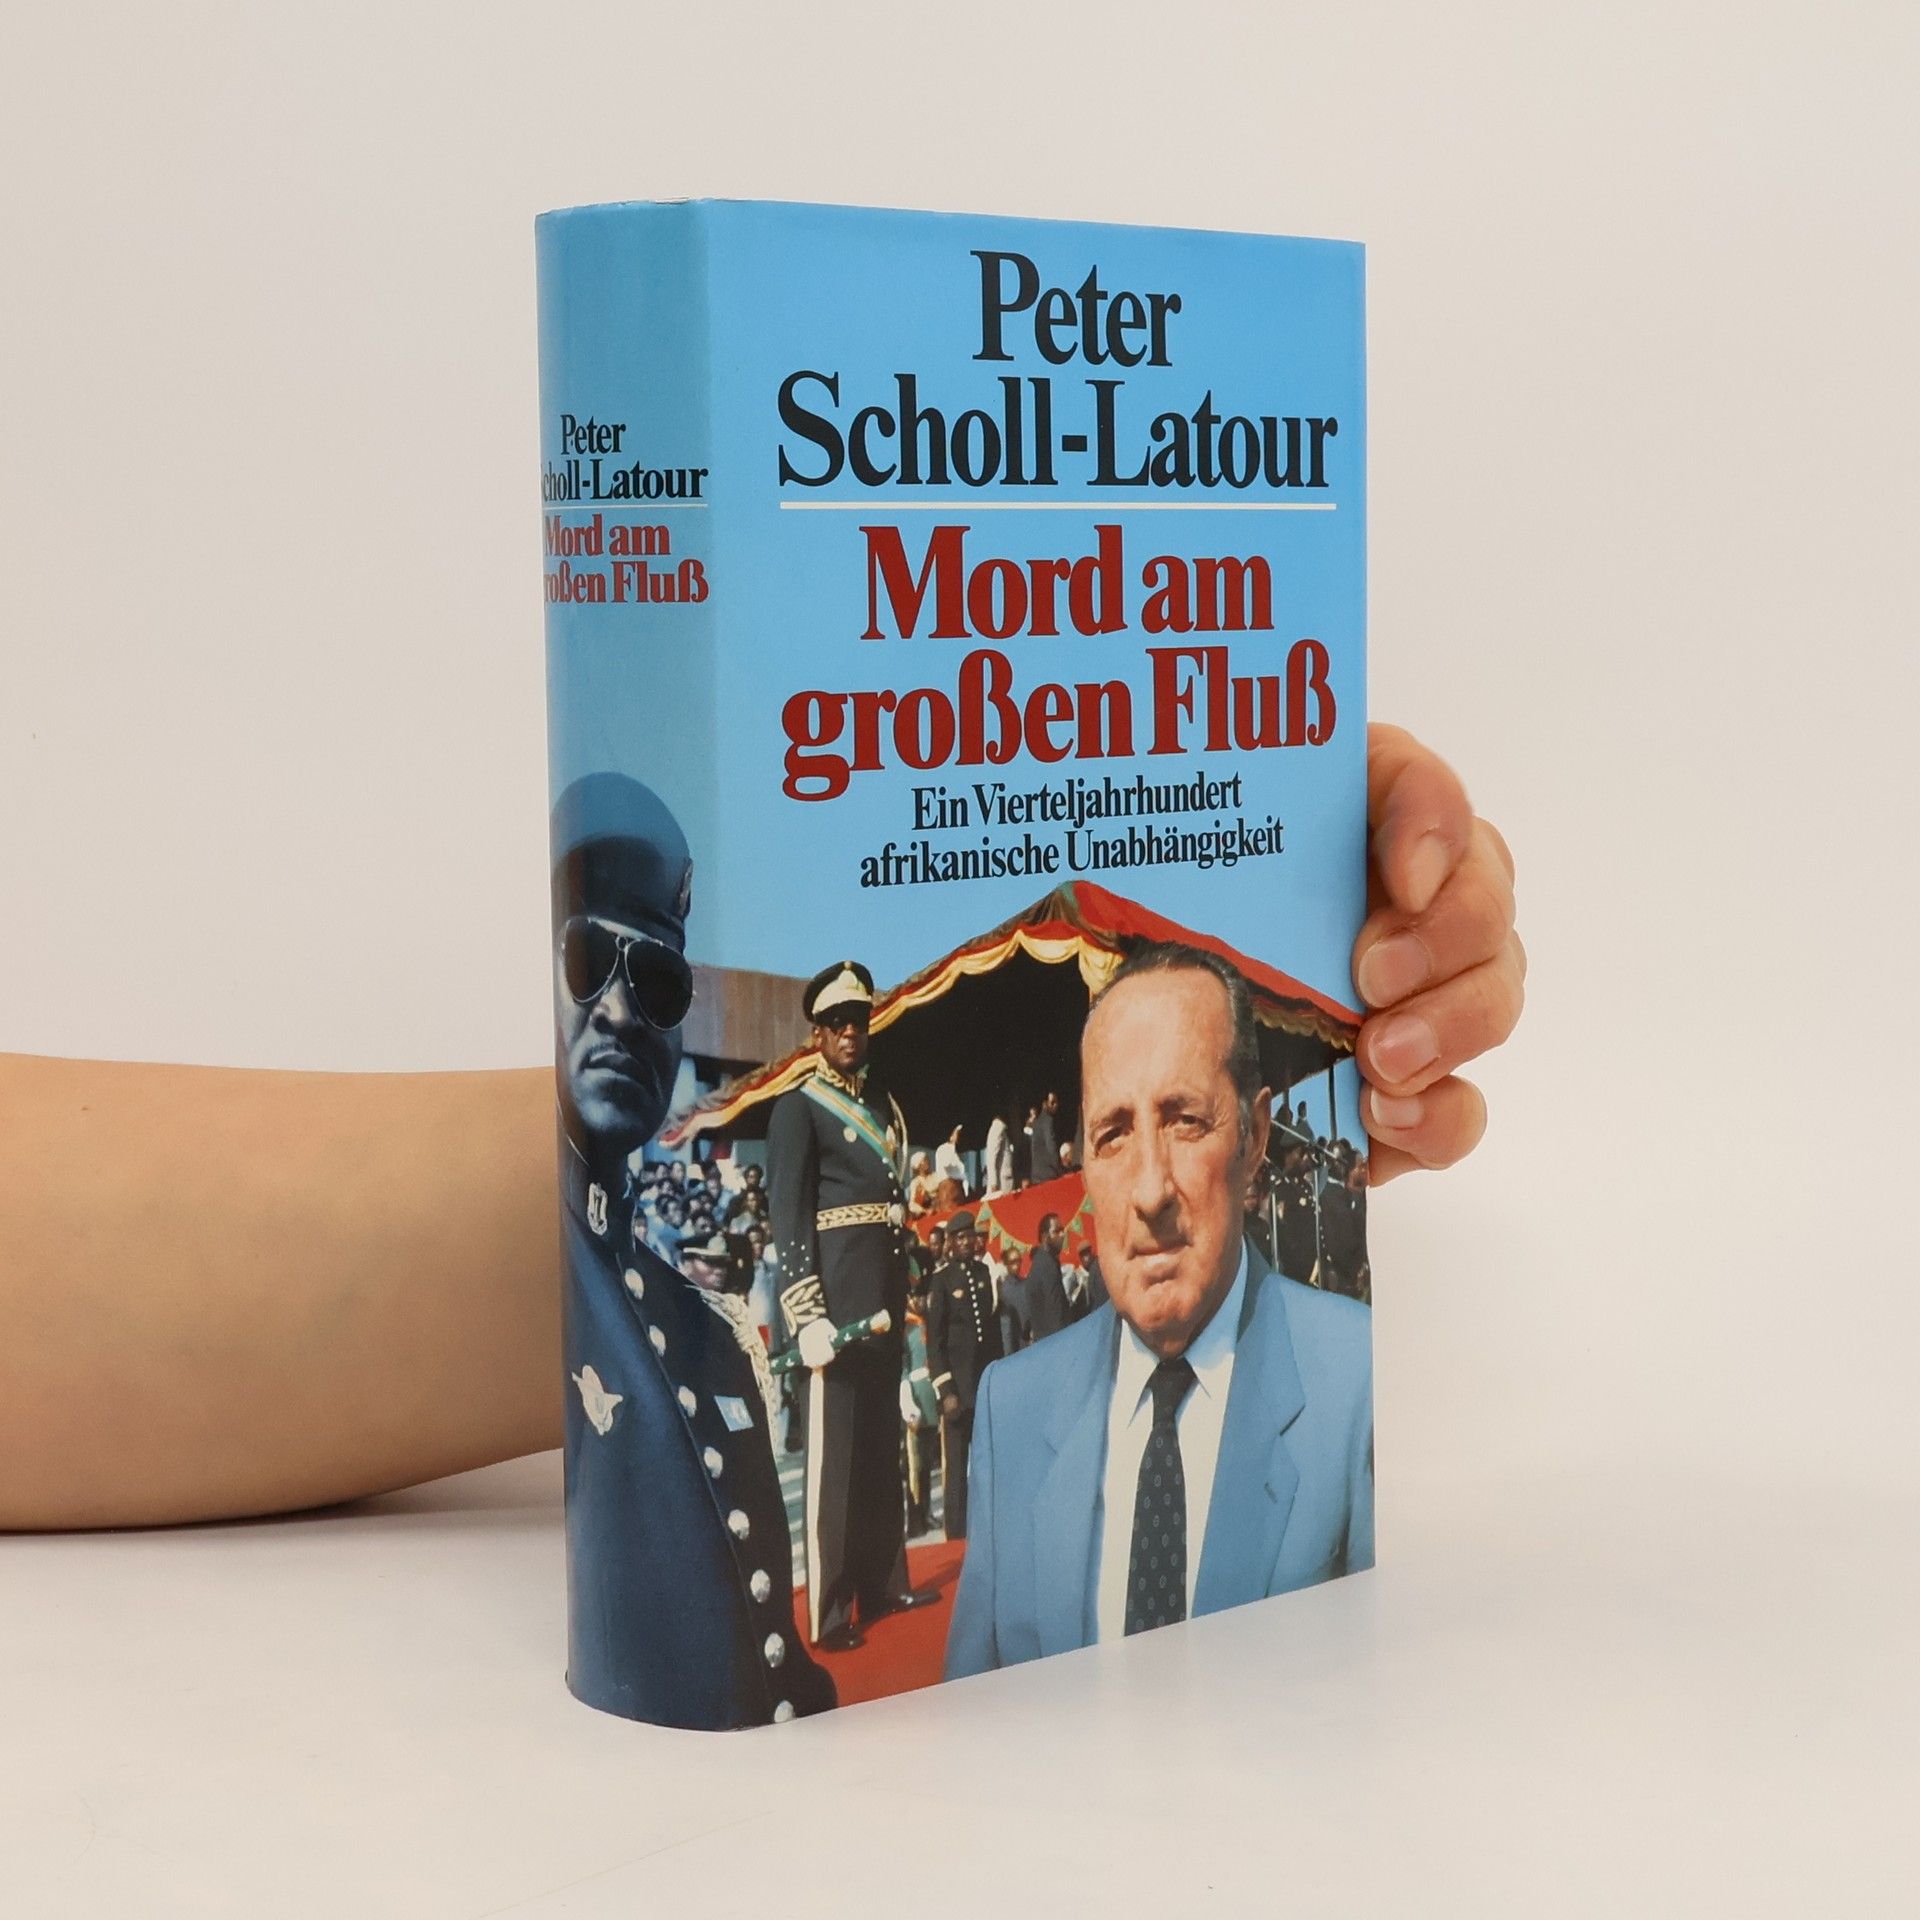 Peter
Scholl-Latour
Mord am
großen Fluß
Ein Vierteljahrhundert
afrikanische Unabhängigkeit
Peter
Scholl-Latour
Mord am
großen Fluß